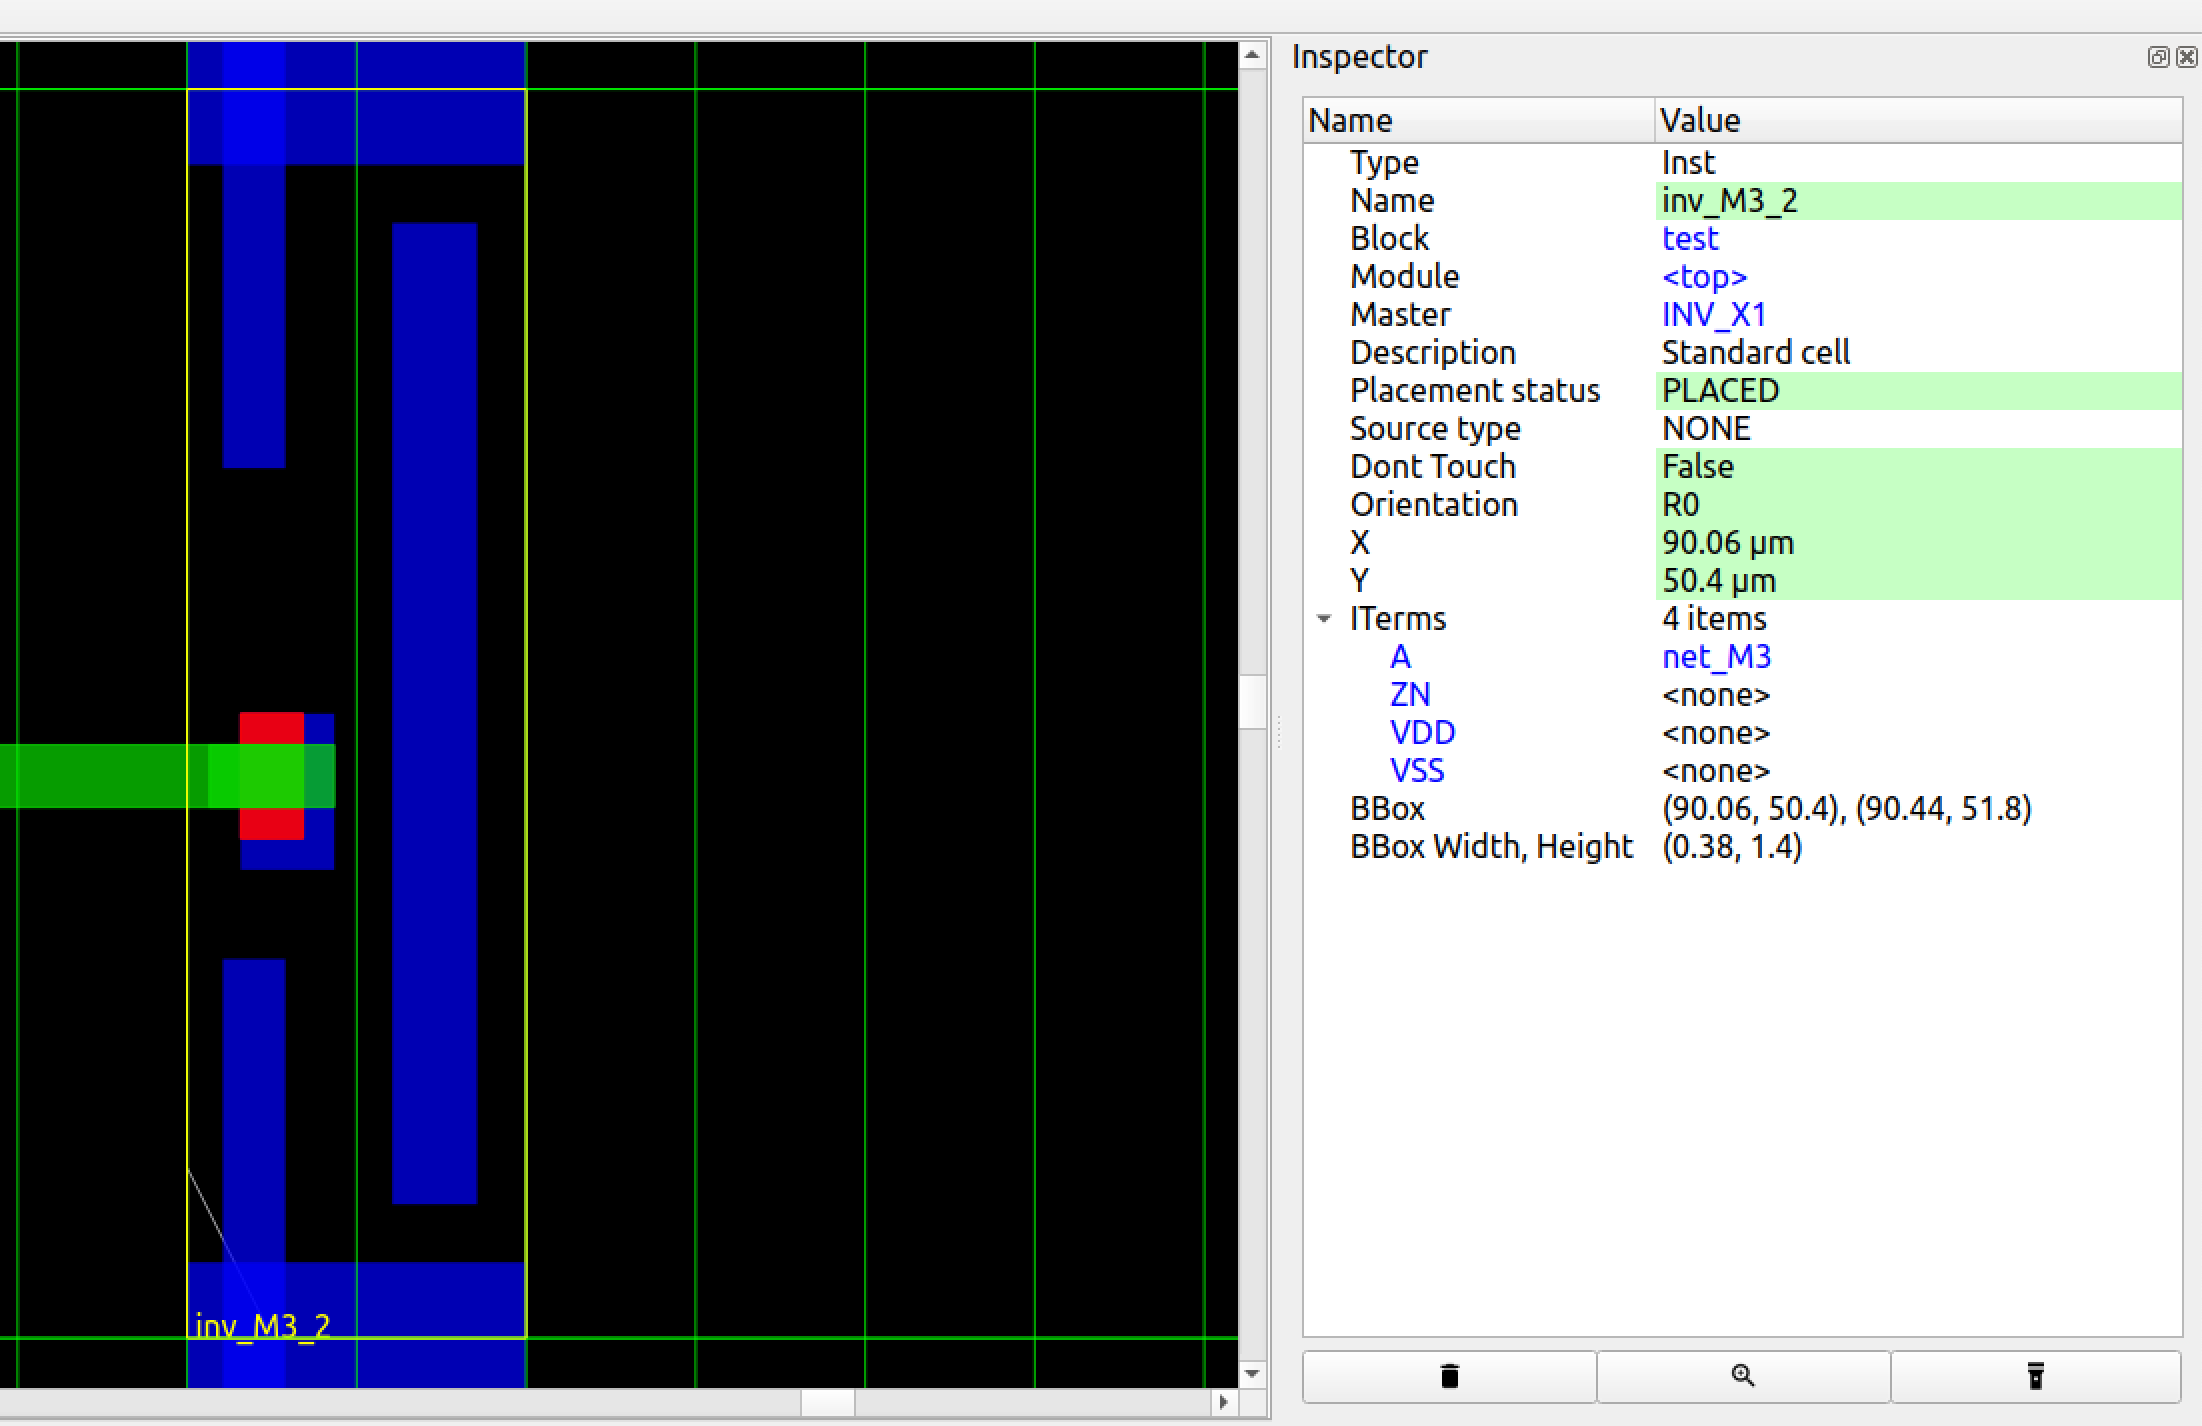 Inspector
Name Value
Type Inst
Name inv_M3_2
Block test
Module <top>
Master INV_X1
Description Standard cell
Placement status PLACED
Source type NONE
Dont Touch False
Orientation R0
X 90.06 μm
Y 50.4 μm
ITerms 4 items
A net_M3
ZN <none>
VDD <none>
VSS <none>
BBox (90.06, 50.4), (90.44, 51.8)
BBox Width, Height (0.38, 1.4)
inv_M3_2